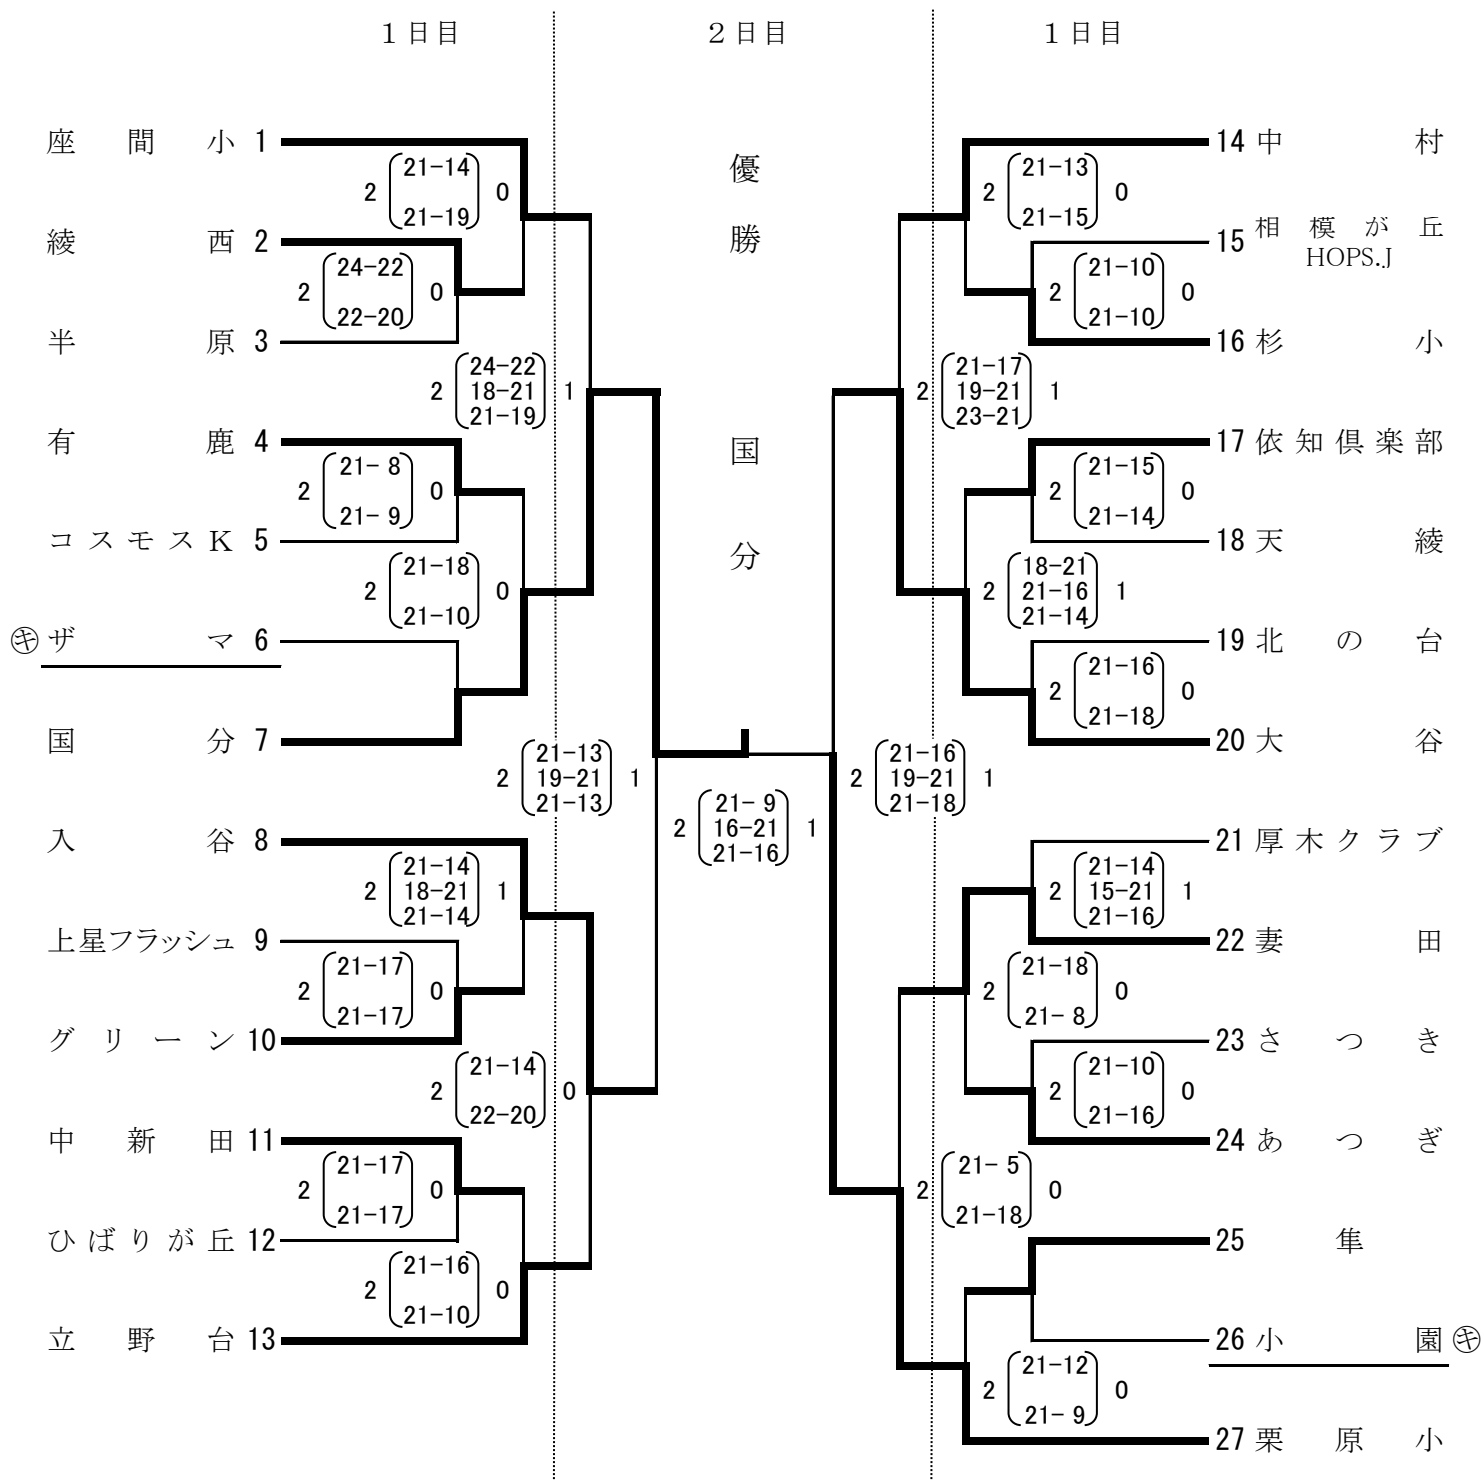 1日目
2日目
1日目
優勝
国分
座間小 1
2 (21-14 21-19) 0
綾西 2
2 (24-22 22-20) 0
半原 3
2 (24-22 18-21 21-19) 1
有鹿 4
2 (21- 8 21- 9) 0
コスモスK 5
2 (21-18 21-10) 0
㋖ ザマ 6
国分 7
2 (21-13 19-21 21-13) 1
入谷 8
2 (21-14 18-21 21-14) 1
上星フラッシュ 9
2 (21-17 21-17) 0
グリーン 10
2 (21-14 22-20) 0
中新田 11
2 (21-17 21-17) 0
ひばりが丘 12
2 (21-16 21-10) 0
立野台 13
2 (21- 9 16-21 21-16) 1
14 中村
2 (21-13 21-15) 0
15 相模が丘
HOPS.J
2 (21-10 21-10) 0
16 杉小
2 (21-17 19-21 23-21) 1
17 依知倶楽部
2 (21-15 21-14) 0
18 天綾
2 (18-21 21-16 21-14) 1
19 北の台
2 (21-16 21-18) 0
20 大谷
2 (21-16 19-21 21-18) 1
21 厚木クラブ
2 (21-14 15-21 21-16) 1
22 妻田
2 (21-18 21- 8) 0
23 さつき
2 (21-10 21-16) 0
24 あつぎ
2 (21- 5 21-18) 0
25 隼
26 小園 ㋖
2 (21-12 21- 9) 0
27 栗原小